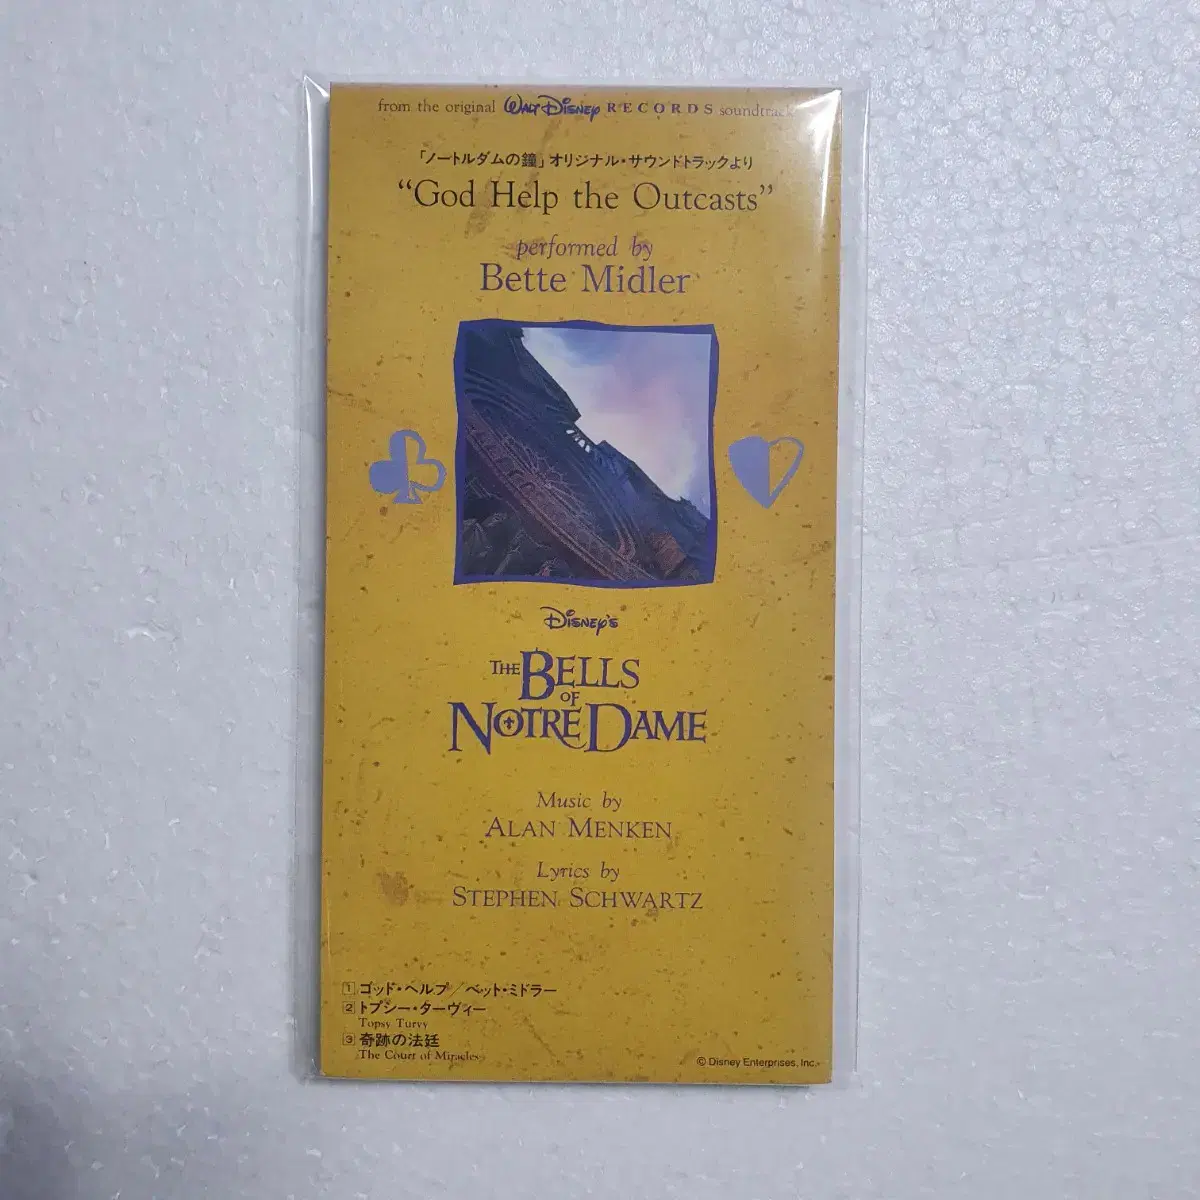 from the original WALT DISNEY RECORDS soundtrack
「ノートルダムの鐘」オリジナル・サウンドトラックより
“God Help the Outcasts”
performed by
Bette Midler
DISNEY'S
THE BELLS
OF
NOTRE DAME
Music by
ALAN MENKEN
Lyrics by
STEPHEN SCHWARTZ
1 ゴッド・ヘルプ／ベット・ミドラー
2 トプシー・ターヴィー
Topsy Turvy
3 奇跡の法廷
The Court of Miracles
© Disney Enterprises, Inc.